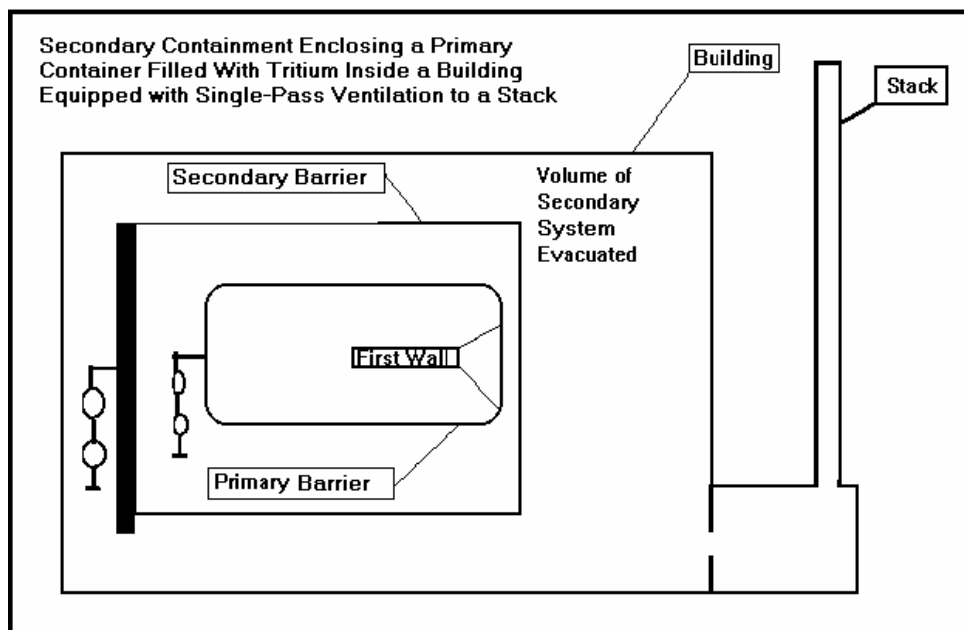 Secondary Containment Enclosing a Primary
Container Filled With Tritium Inside a Building
Equipped with Single-Pass Ventilation to a Stack
Building
Stack
Secondary Barrier
Volume of
Secondary
System
Evacuated
First Wall
Primary Barrier